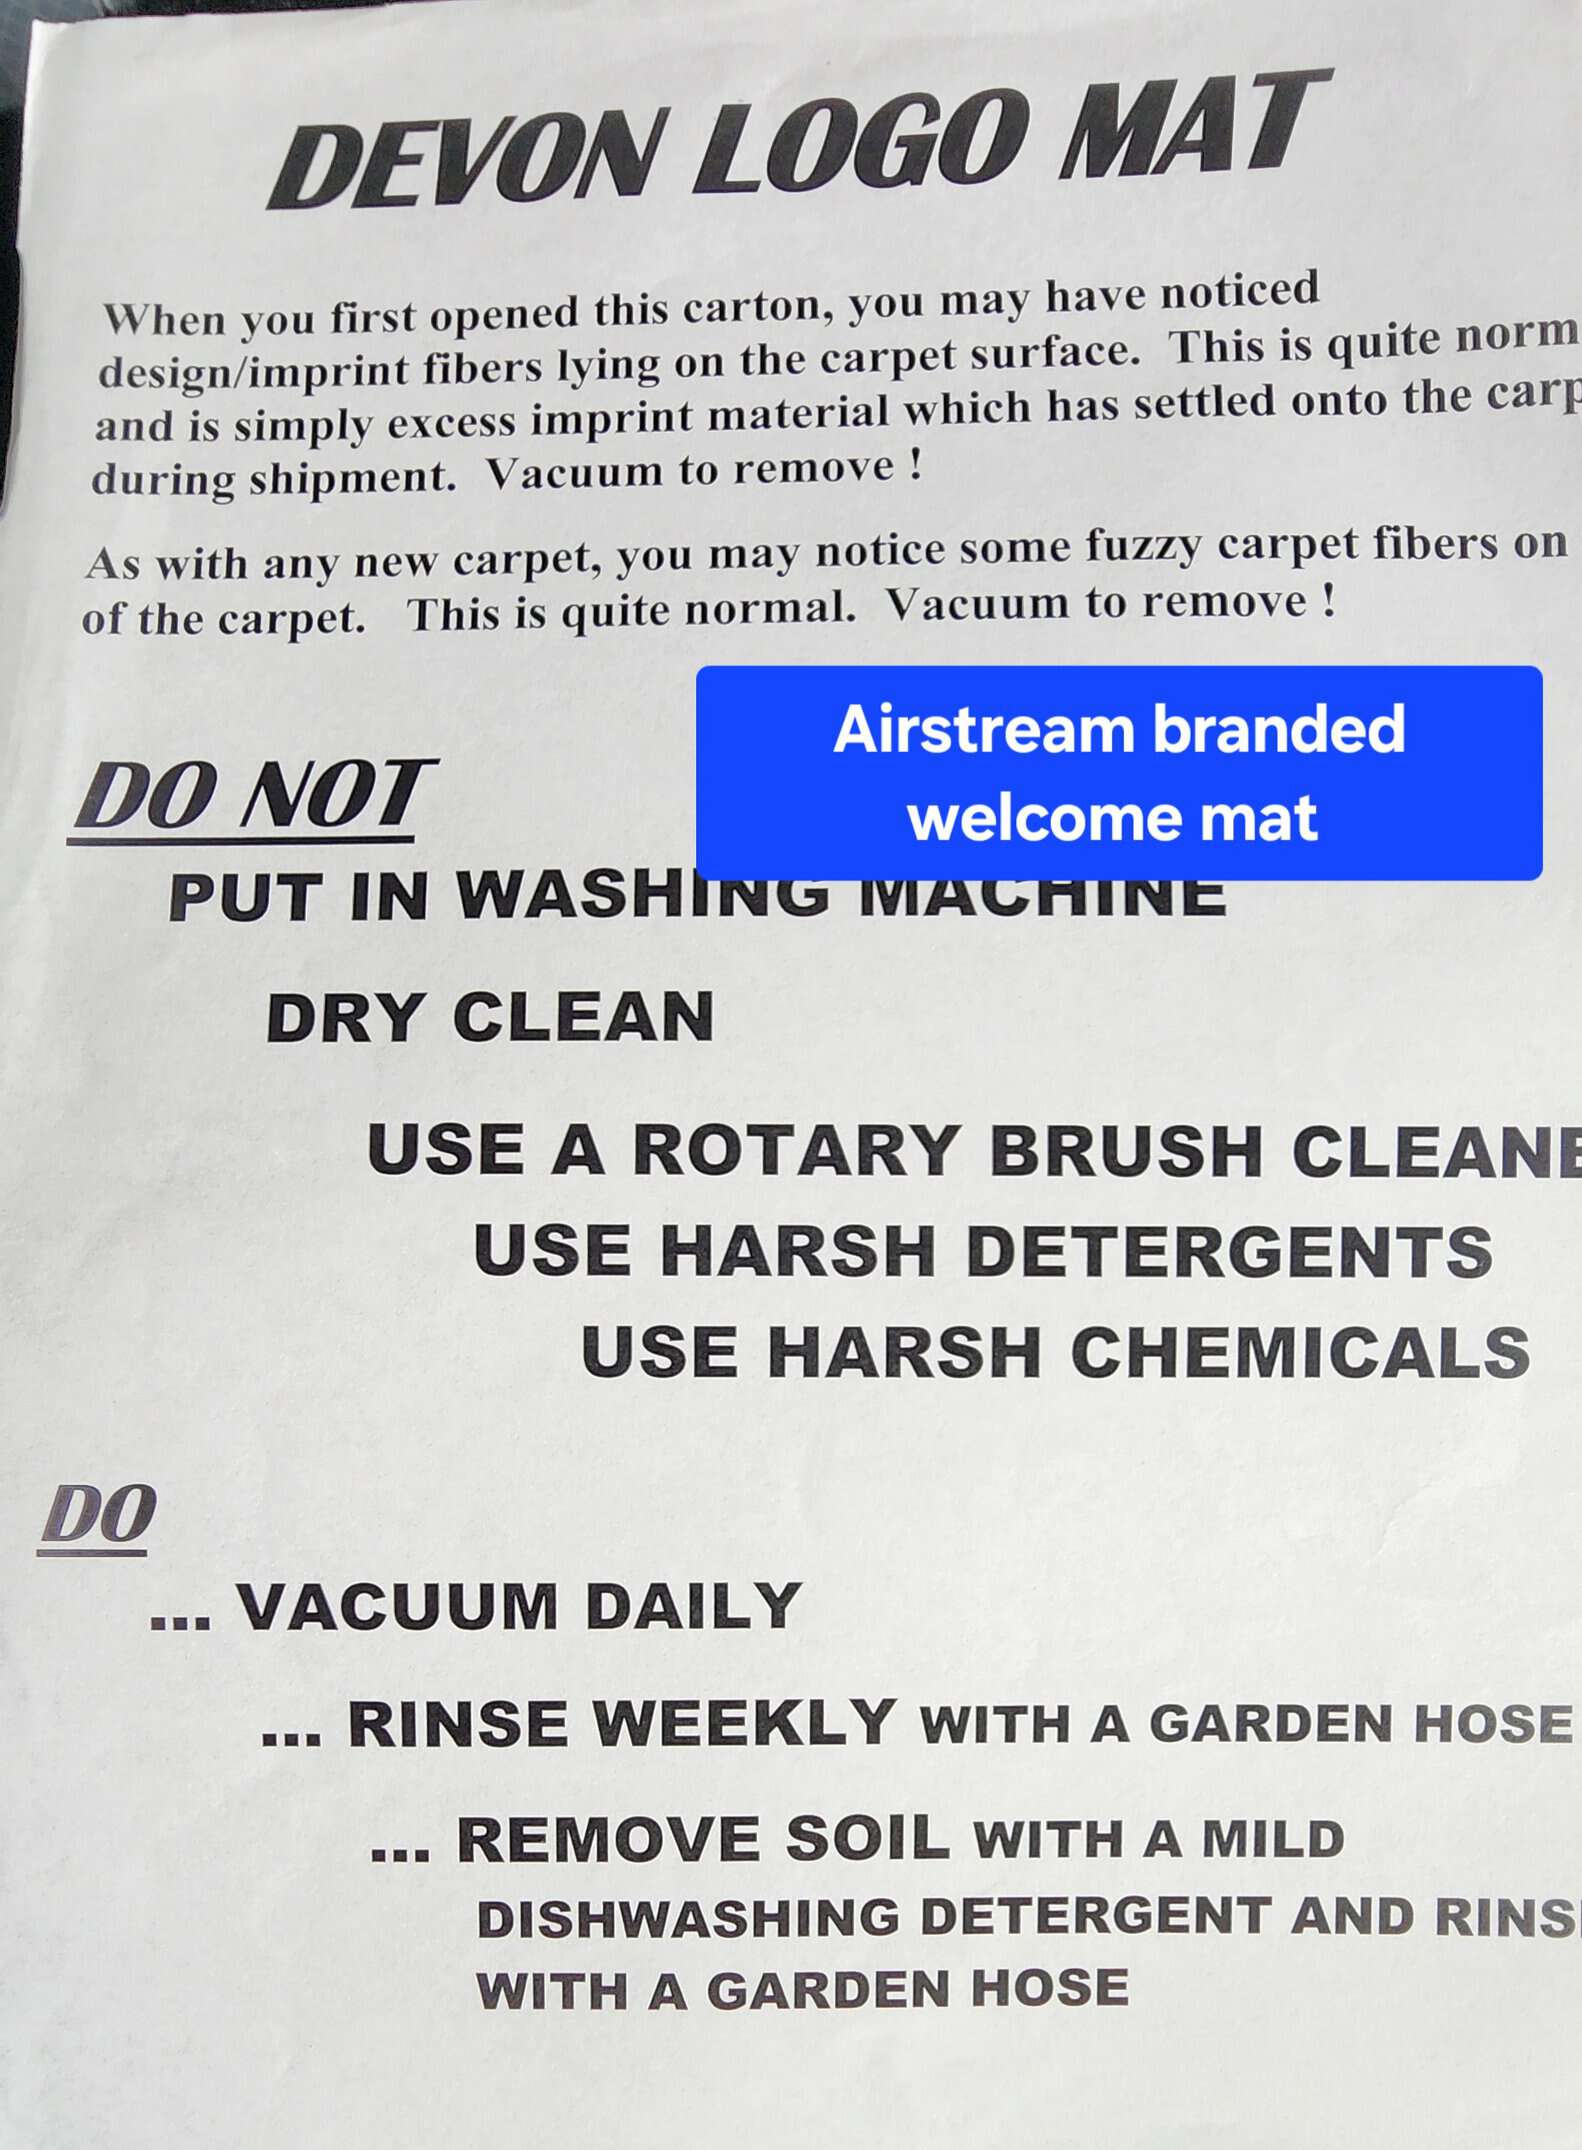 DEVON LOGO MAT
When you first opened this carton, you may have noticed
design/imprint fibers lying on the carpet surface. This is quite norm
and is simply excess imprint material which has settled onto the carp
during shipment. Vacuum to remove !
As with any new carpet, you may notice some fuzzy carpet fibers on
of the carpet. This is quite normal. Vacuum to remove !
Airstream branded
welcome mat
DO NOT
PUT IN WASHING MACHINE
DRY CLEAN
USE A ROTARY BRUSH CLEANE
USE HARSH DETERGENTS
USE HARSH CHEMICALS
DO
... VACUUM DAILY
... RINSE WEEKLY WITH A GARDEN HOSE
... REMOVE SOIL WITH A MILD
DISHWASHING DETERGENT AND RINS
WITH A GARDEN HOSE